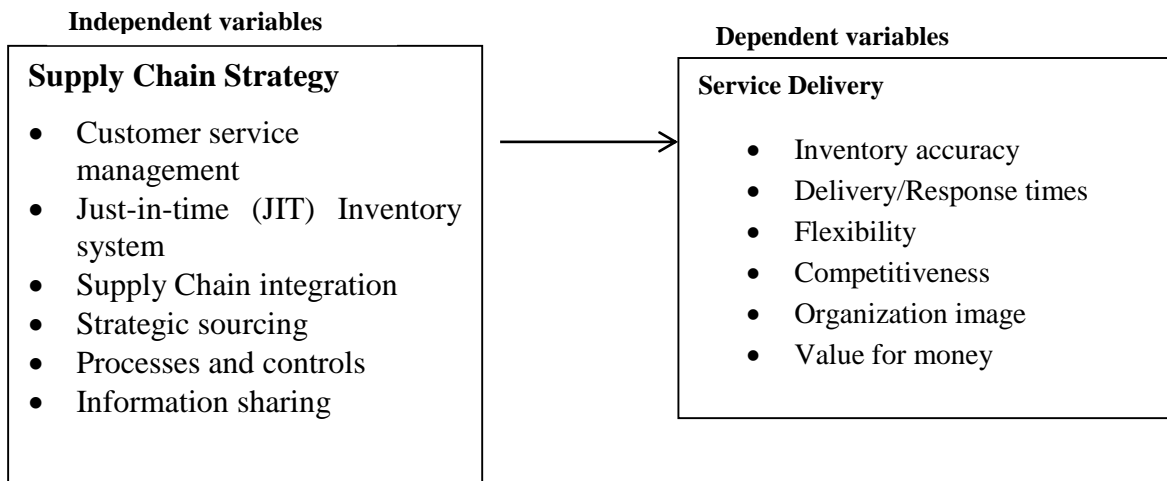 Independent variables
Supply Chain Strategy
• Customer service
management
• Just-in-time (JIT) Inventory
system
• Supply Chain integration
• Strategic sourcing
• Processes and controls
• Information sharing
Dependent variables
Service Delivery
• Inventory accuracy
• Delivery/Response times
• Flexibility
• Competitiveness
• Organization image
• Value for money